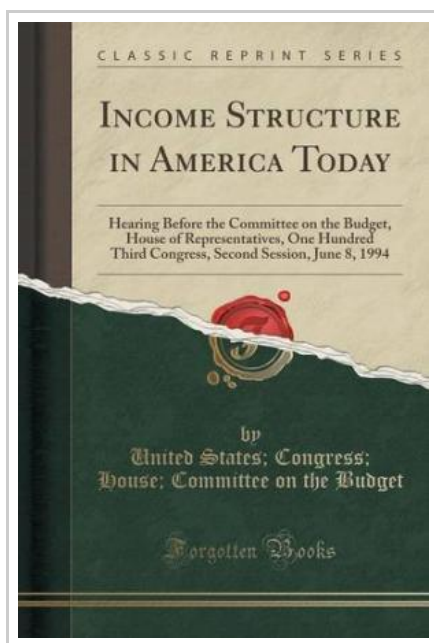 CLASSIC REPRINT SERIES
INCOME STRUCTURE
IN AMERICA TODAY
Hearing Before the Committee on the Budget,
House of Representatives, One Hundred
Third Congress, Second Session, June 8, 1994
by
United States; Congress;
House; Committee on the Budget
Forgotten Books